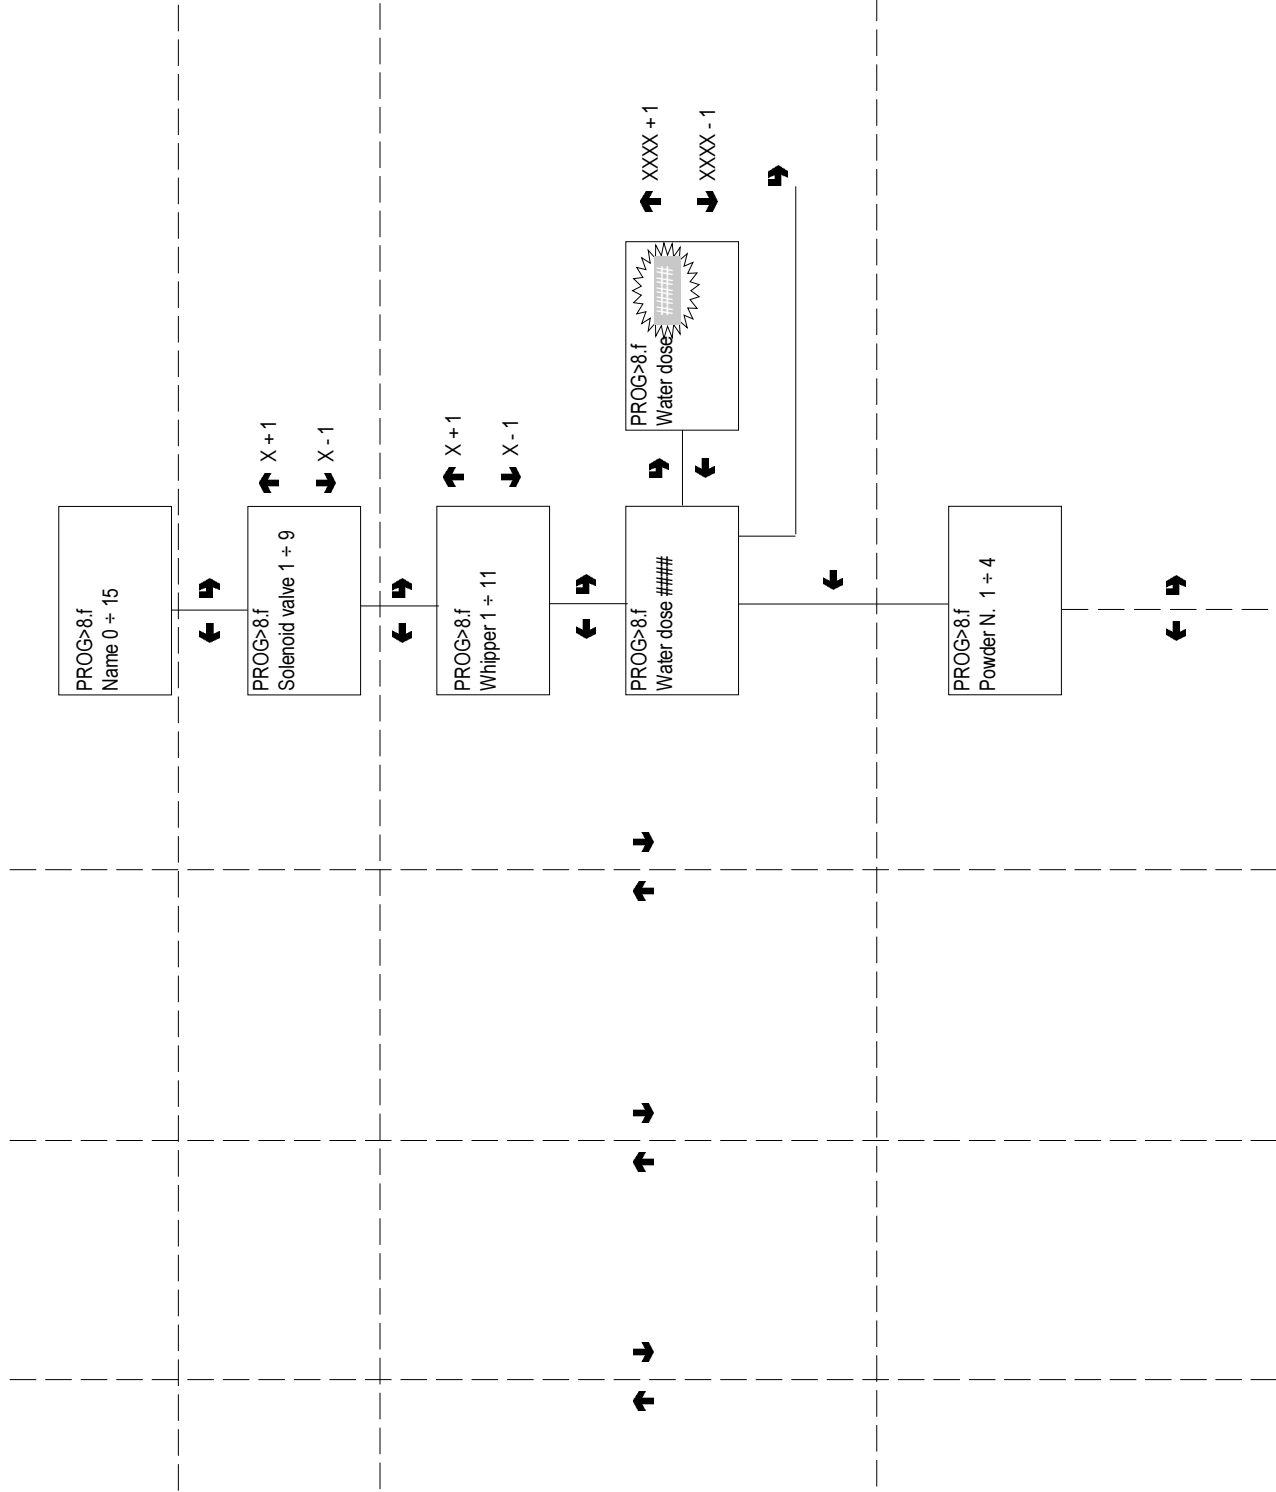 PROG>8.f
Name 0 ÷ 15
PROG>8.f
Solenoid valve 1 ÷ 9
X + 1
X - 1
PROG>8.f
Whipper 1 ÷ 11
X + 1
X - 1
PROG>8.f
Water dose ####
PROG>8.f
Water dose ####
XXXX + 1
XXXX - 1
PROG>8.f
Powder N. 1 ÷ 4